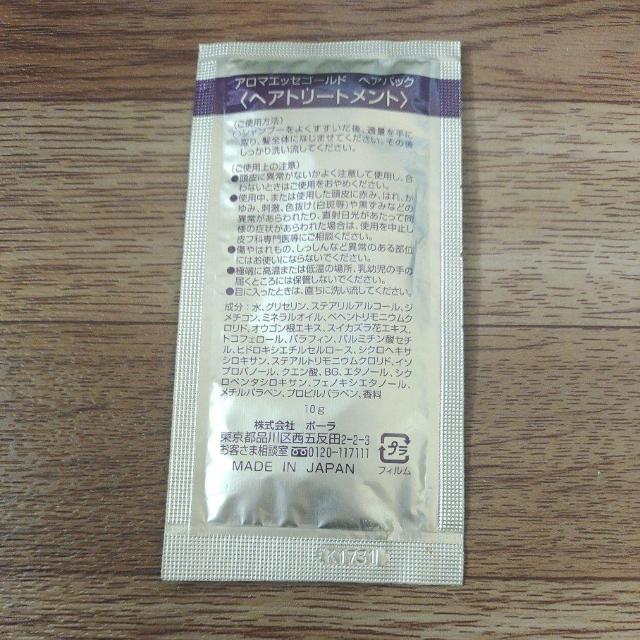 アロマエッセゴールド ヘアパック
〈ヘアトリートメント〉
〈ご使用方法〉
○シャンプーをよくすすいだ後、適量を手に
取り、髪全体になじませてください。その後
しっかり洗い流してください。
〈ご使用上の注意〉
●頭皮に異常がないかよく注意して使用し、合
わないときはご使用をおやめください。
●使用中、または使用した頭皮に赤み、はれ、か
ゆみ、刺激、色抜け(白斑等)や黒ずみなどの
異常があらわれたり、直射日光があたって同
様の症状があらわれた場合は、使用を中止し
皮フ科専門医等にご相談ください。
●傷やはれもの、しっしんなど異常のある部位
にはお使いにならないでください。
●極端に高温または低温の場所、乳幼児の手の
届くところには保管しないでください。
●目に入ったときは、直ちに洗い流してください。
成分：水、グリセリン、ステアリルアルコール、ジ
メチコン、ミネラルオイル、ベヘントリモニウムク
ロリド、オウゴン根エキス、スイカズラ花エキス、
トコフェロール、パラフィン、パルミチン酸セチ
ル、ヒドロキシエチルセルロース、シクロヘキサ
シロキサン、ステアルトリモニウムクロリド、イソ
プロパノール、クエン酸、BG、エタノール、シク
ロペンタシロキサン、フェノキシエタノール、
メチルパラベン、プロピルパラベン、香料
10g
株式会社 ポーラ
東京都品川区西五反田2-2-3
お客さま相談室 0120-117111
MADE IN JAPAN
プラ
フィルム
K1731